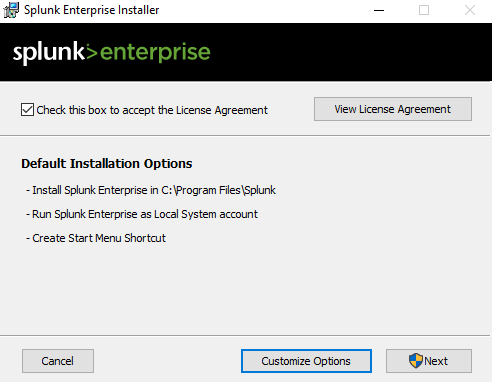 Splunk Enterprise Installer
splunk>enterprise
Check this box to accept the License Agreement
View License Agreement
Default Installation Options
- Install Splunk Enterprise in C:\Program Files\Splunk
- Run Splunk Enterprise as Local System account
- Create Start Menu Shortcut
Cancel
Customize Options
Next